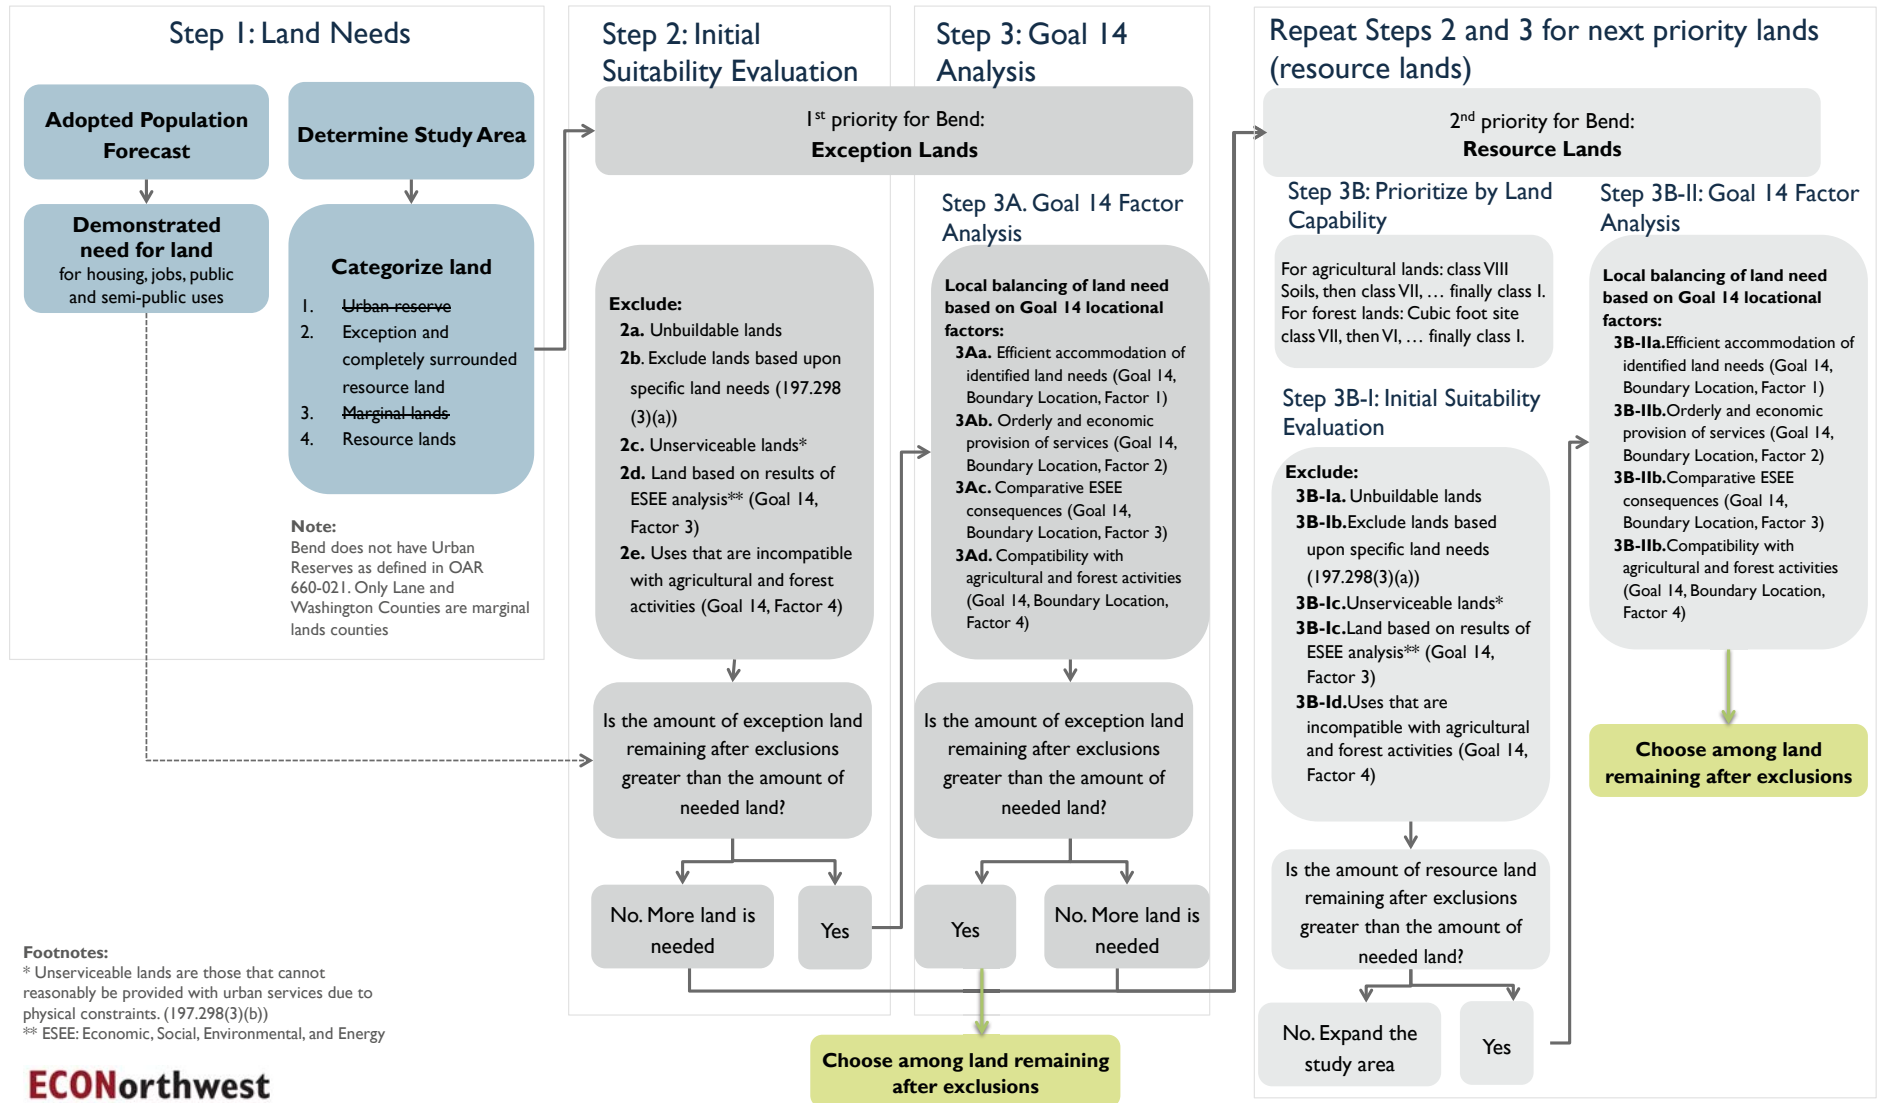 Step 1: Land Needs
Adopted Population
Forecast
Determine Study Area
Demonstrated
need for land
for housing, jobs, public
and semi-public uses
Categorize land
1. Urban reserve
2. Exception and
completely surrounded
resource land
3. Marginal lands
4. Resource lands
Note:
Bend does not have Urban
Reserves as defined in OAR
660-021. Only Lane and
Washington Counties are marginal
lands counties
Step 2: Initial
Suitability Evaluation
Step 3: Goal 14
Analysis
1st priority for Bend:
Exception Lands
Exclude:
2a. Unbuildable lands
2b. Exclude lands based upon
specific land needs (197.298
(3)(a))
2c. Unserviceable lands*
2d. Land based on results of
ESEE analysis** (Goal 14,
Factor 3)
2e. Uses that are incompatible
with agricultural and forest
activities (Goal 14, Factor 4)
Is the amount of exception land
remaining after exclusions
greater than the amount of
needed land?
No. More land is
needed
Yes
Step 3A. Goal 14 Factor
Analysis
Local balancing of land need
based on Goal 14 locational
factors:
3Aa. Efficient accommodation of
identified land needs (Goal 14,
Boundary Location, Factor 1)
3Ab. Orderly and economic
provision of services (Goal 14,
Boundary Location, Factor 2)
3Ac. Comparative ESEE
consequences (Goal 14,
Boundary Location, Factor 3)
3Ad. Compatibility with
agricultural and forest activities
(Goal 14, Boundary Location,
Factor 4)
Is the amount of exception land
remaining after exclusions
greater than the amount of
needed land?
Yes
No. More land is
needed
Choose among land remaining
after exclusions
Repeat Steps 2 and 3 for next priority lands
(resource lands)
2nd priority for Bend:
Resource Lands
Step 3B: Prioritize by Land
Capability
For agricultural lands: class VIII
Soils, then class VII, … finally class I.
For forest lands: Cubic foot site
class VII, then VI, … finally class I.
Step 3B-I: Initial Suitability
Evaluation
Exclude:
3B-Ia. Unbuildable lands
3B-Ib.Exclude lands based
upon specific land needs
(197.298(3)(a))
3B-Ic.Unserviceable lands*
3B-Ic.Land based on results of
ESEE analysis** (Goal 14,
Factor 3)
3B-Id.Uses that are
incompatible with agricultural
and forest activities (Goal 14,
Factor 4)
Is the amount of resource land
remaining after exclusions
greater than the amount of
needed land?
No. Expand the
study area
Yes
Step 3B-II: Goal 14 Factor
Analysis
Local balancing of land need
based on Goal 14 locational
factors:
3B-IIa.Efficient accommodation of
identified land needs (Goal 14,
Boundary Location, Factor 1)
3B-IIb.Orderly and economic
provision of services (Goal 14,
Boundary Location, Factor 2)
3B-IIb.Comparative ESEE
consequences (Goal 14,
Boundary Location, Factor 3)
3B-IIb.Compatibility with
agricultural and forest activities
(Goal 14, Boundary Location,
Factor 4)
Choose among land
remaining after exclusions
Footnotes:
* Unserviceable lands are those that cannot
reasonably be provided with urban services due to
physical constraints. (197.298(3)(b))
** ESEE: Economic, Social, Environmental, and Energy
ECONorthwest